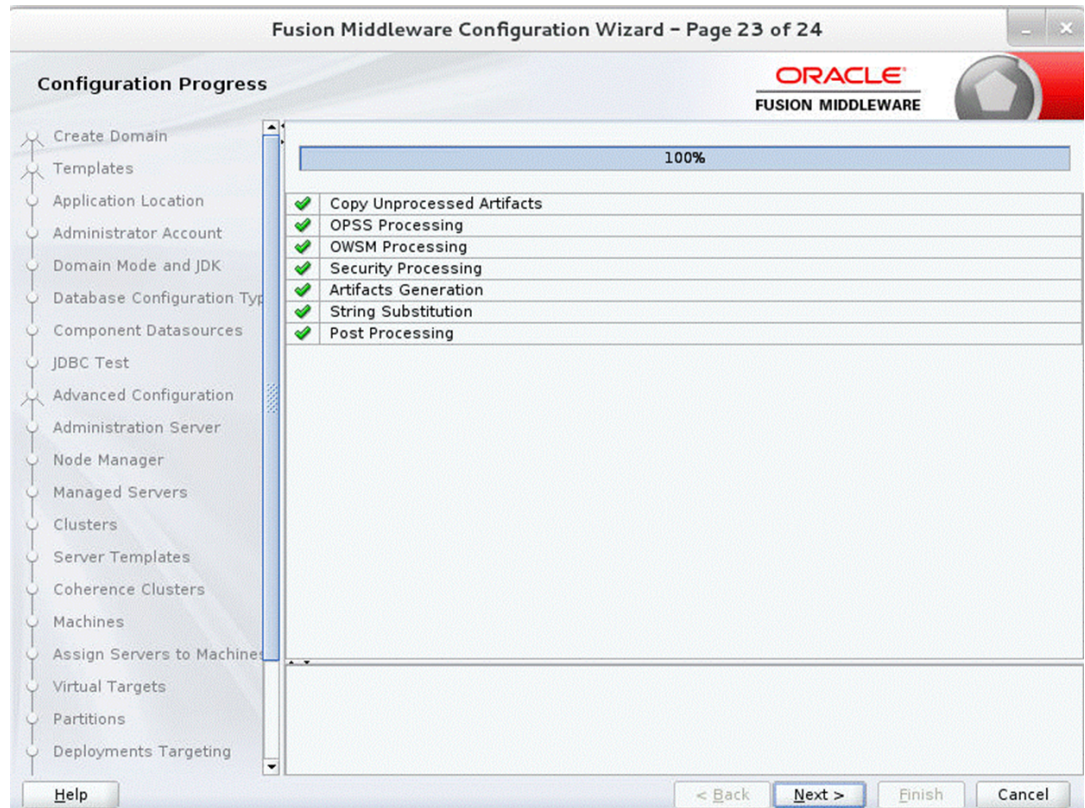 Fusion Middleware Configuration Wizard – Page 23 of 24
Configuration Progress
ORACLE
FUSION MIDDLEWARE
Create Domain
Templates
Application Location
Administrator Account
Domain Mode and JDK
Database Configuration Typ
Component Datasources
JDBC Test
Advanced Configuration
Administration Server
Node Manager
Managed Servers
Clusters
Server Templates
Coherence Clusters
Machines
Assign Servers to Machines
Virtual Targets
Partitions
Deployments Targeting
100%
Copy Unprocessed Artifacts
OPSS Processing
OWSM Processing
Security Processing
Artifacts Generation
String Substitution
Post Processing
Help
< Back
Next >
Finish
Cancel